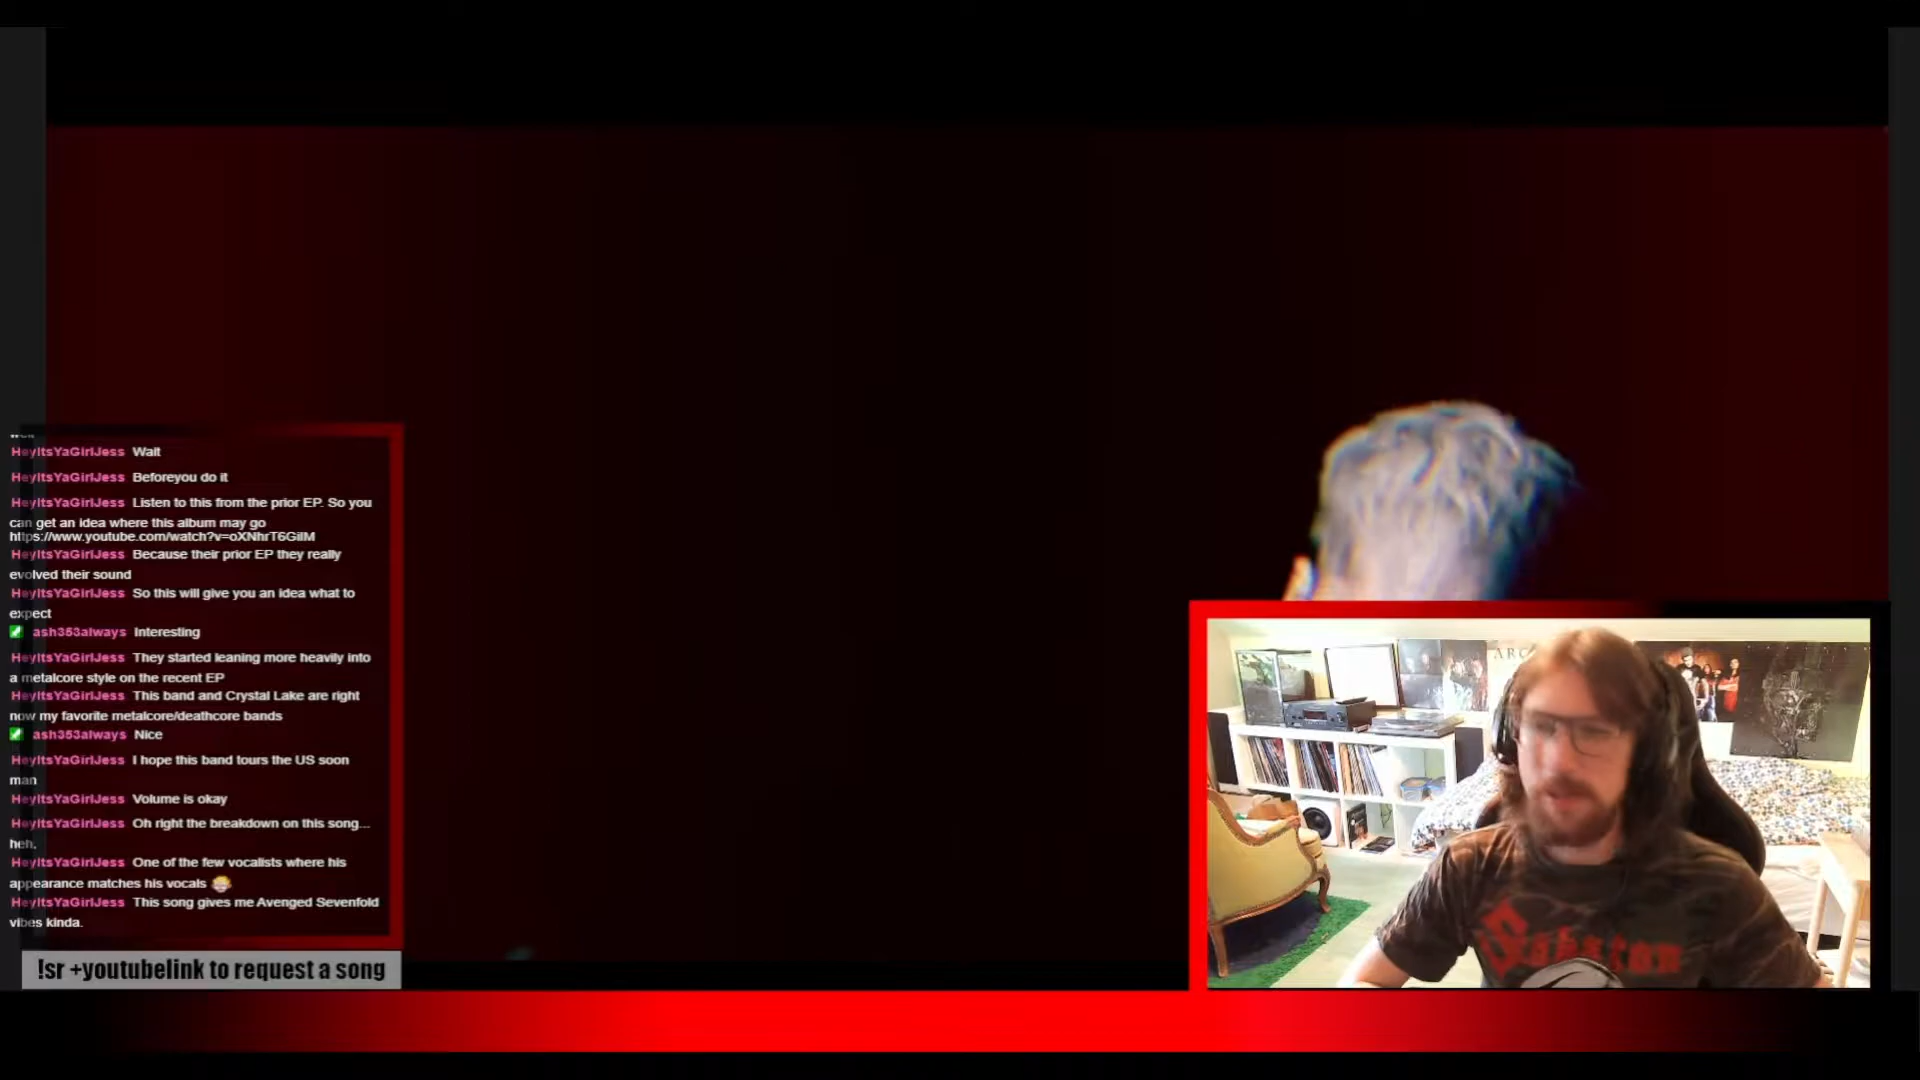 HeyItsYaGirlJess Wait
HeyItsYaGirlJess Beforeyou do it
HeyItsYaGirlJess Listen to this from the prior EP. So you
can get an idea where this album may go
https://www.youtube.com/watch?v=oXNhrT6GilM
HeyItsYaGirlJess Because their prior EP they really
evolved their sound
HeyItsYaGirlJess So this will give you an idea what to
expect
ash353always Interesting
HeyItsYaGirlJess They started leaning more heavily into
a metalcore style on the recent EP
HeyItsYaGirlJess This band and Crystal Lake are right
now my favorite metalcore/deathcore bands
ash353always Nice
HeyItsYaGirlJess I hope this band tours the US soon
man
HeyItsYaGirlJess Volume is okay
HeyItsYaGirlJess Oh right the breakdown on this song...
heh,
HeyItsYaGirlJess One of the few vocalists where his
appearance matches his vocals
HeyItsYaGirlJess This song gives me Avenged Sevenfold
vibes kinda.
!sr +youtubelink to request a song
ARC
Sabaton